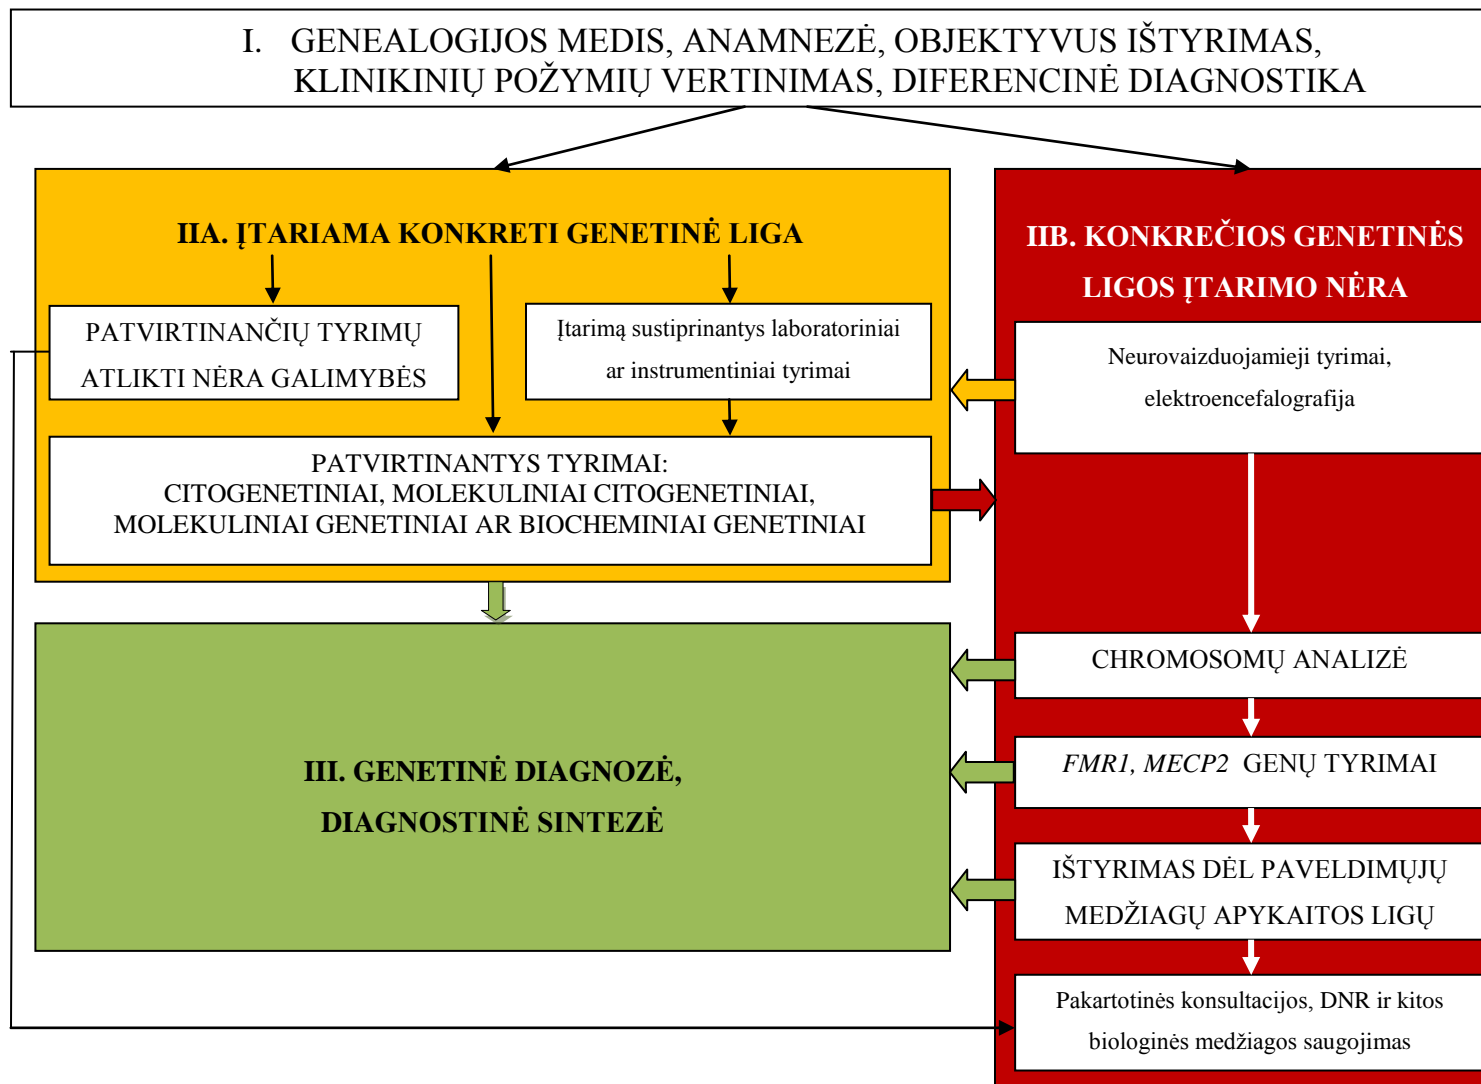 I. GENEALOGIJOS MEDIS, ANAMNEZĖ, OBJEKTYVUS IŠTYRIMAS,
KLINIKINIŲ POŽYMIŲ VERTINIMAS, DIFERENCINĖ DIAGNOSTIKA
IIA. ĮTARIAMA KONKRETI GENETINĖ LIGA
PATVIRTINANČIŲ TYRIMŲ
ATLIKTI NĖRA GALIMYBĖS
Įtarimą sustiprinantys laboratoriniai
ar instrumentiniai tyrimai
PATVIRTINANTYS TYRIMAI:
CITOGENETINIAI, MOLEKULINIAI CITOGENETINIAI,
MOLEKULINIAI GENETINIAI AR BIOCHEMINIAI GENETINIAI
IIB. KONKREČIOS GENETINĖS
LIGOS ĮTARIMO NĖRA
Neurovaizduojamieji tyrimai,
elektroencefalografija
CHROMOSOMŲ ANALIZĖ
FMR1, MECP2 GENŲ TYRIMAI
IŠTYRIMAS DĖL PAVELDIMŲJŲ
MEDŽIAGŲ APYKAITOS LIGŲ
Pakartotinės konsultacijos, DNR ir kitos
biologinės medžiagos saugojimas
III. GENETINĖ DIAGNOZĖ,
DIAGNOSTINĖ SINTEZĖ